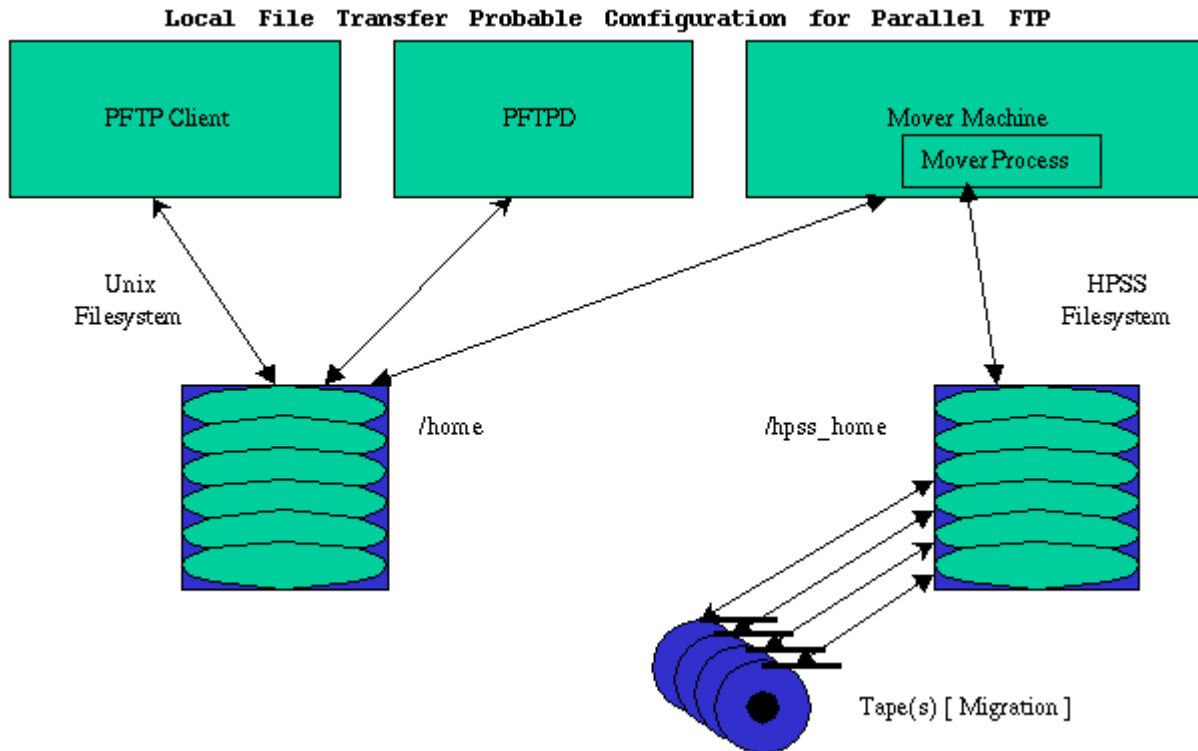 Local File Transfer Probable Configuration for Parallel FTP
PFTP Client
PFTPD
Mover Machine
Mover Process
Unix
Filesystem
HPSS
Filesystem
/home
/hpss_home
Tape(s) [ Migration ]